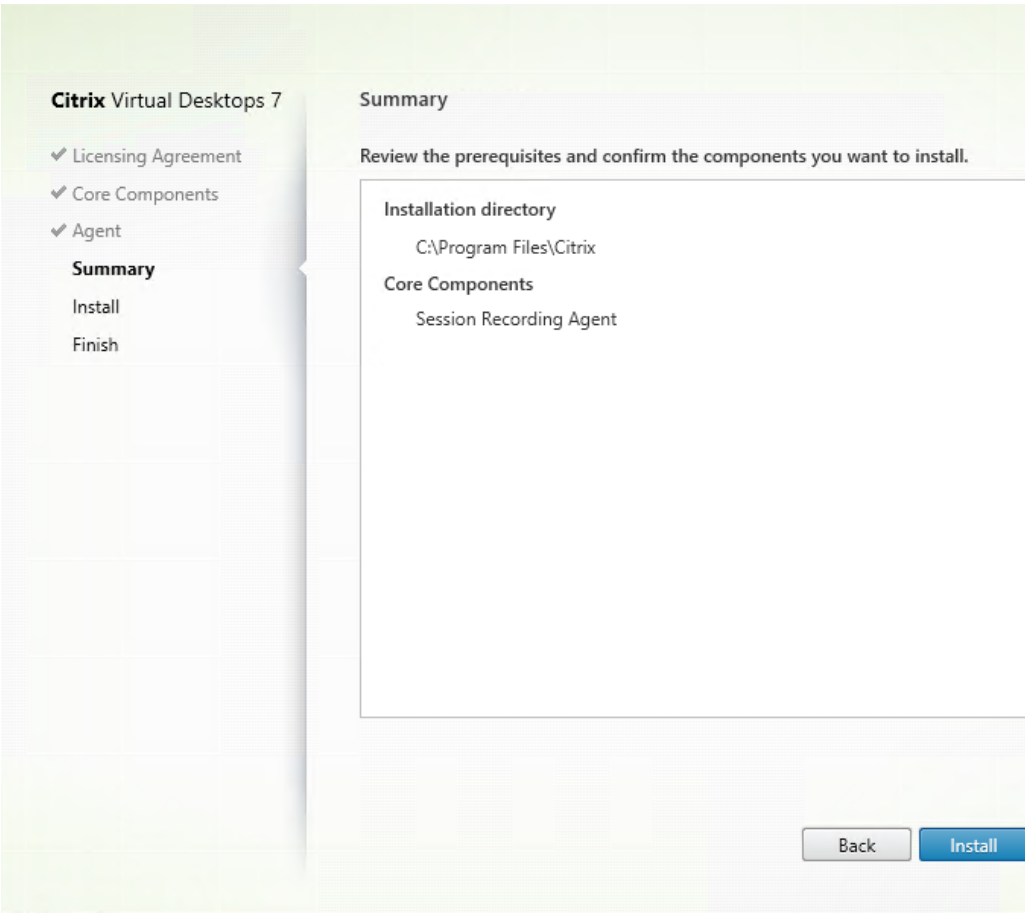 Citrix Virtual Desktops 7
Licensing Agreement
Core Components
Agent
Summary
Install
Finish
Summary
Review the prerequisites and confirm the components you want to install.
Installation directory
C:\Program Files\Citrix
Core Components
Session Recording Agent
Back
Install